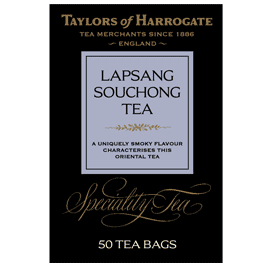 TAYLORS of HARROGATE
TEA MERCHANTS SINCE 1886
~ ENGLAND ~
LAPSANG
SOUCHONG
TEA
A UNIQUELY SMOKY FLAVOUR
CHARACTERISES THIS
ORIENTAL TEA
Speciality Tea
50 TEA BAGS